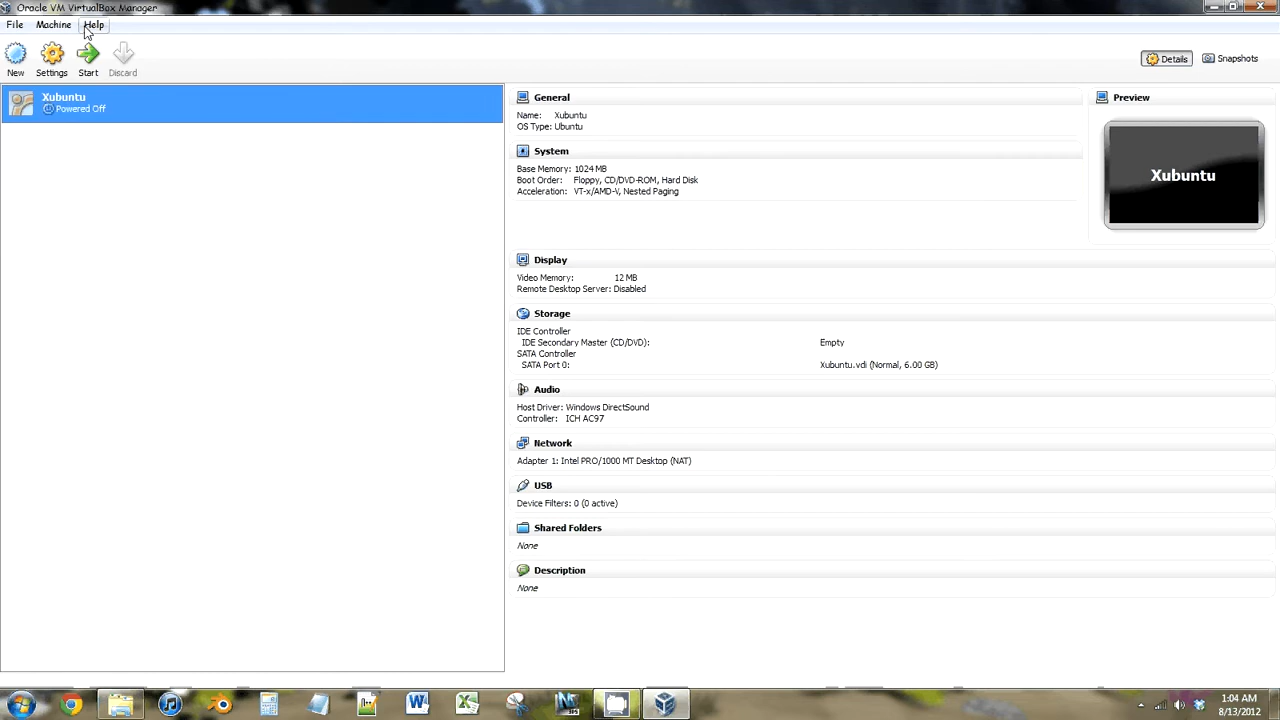 Oracle VM VirtualBox Manager
File Machine Help
New Settings Start Discard
Details Snapshots
Xubuntu
Powered Off
General
Name: Xubuntu
OS Type: Ubuntu
System
Base Memory: 1024 MB
Boot Order: Floppy, CD/DVD-ROM, Hard Disk
Acceleration: VT-x/AMD-V, Nested Paging
Preview
Xubuntu
Display
Video Memory: 12 MB
Remote Desktop Server: Disabled
Storage
IDE Controller
IDE Secondary Master (CD/DVD): Empty
SATA Controller
SATA Port 0: Xubuntu.vdi (Normal, 6.00 GB)
Audio
Host Driver: Windows DirectSound
Controller: ICH AC97
Network
Adapter 1: Intel PRO/1000 MT Desktop (NAT)
USB
Device Filters: 0 (0 active)
Shared Folders
None
Description
None
1:04 AM
8/13/2012